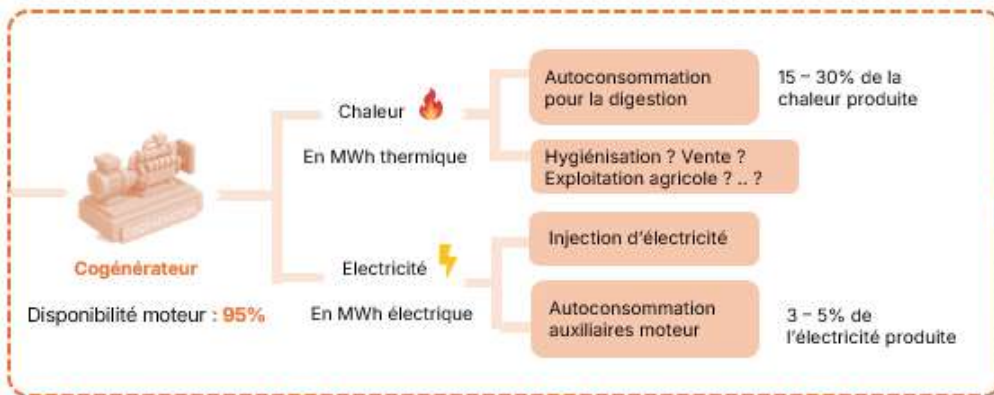 Autoconsommation
pour la digestion
15 – 30% de la
chaleur produite
Chaleur
En MWh thermique
Hygiénisation ? Vente ?
Exploitation agricole ? .. ?
Cogénérateur
Disponibilité moteur : 95%
Injection d’électricité
Electricité
En MWh électrique
Autoconsommation
auxiliaires moteur
3 – 5% de
l’électricité produite